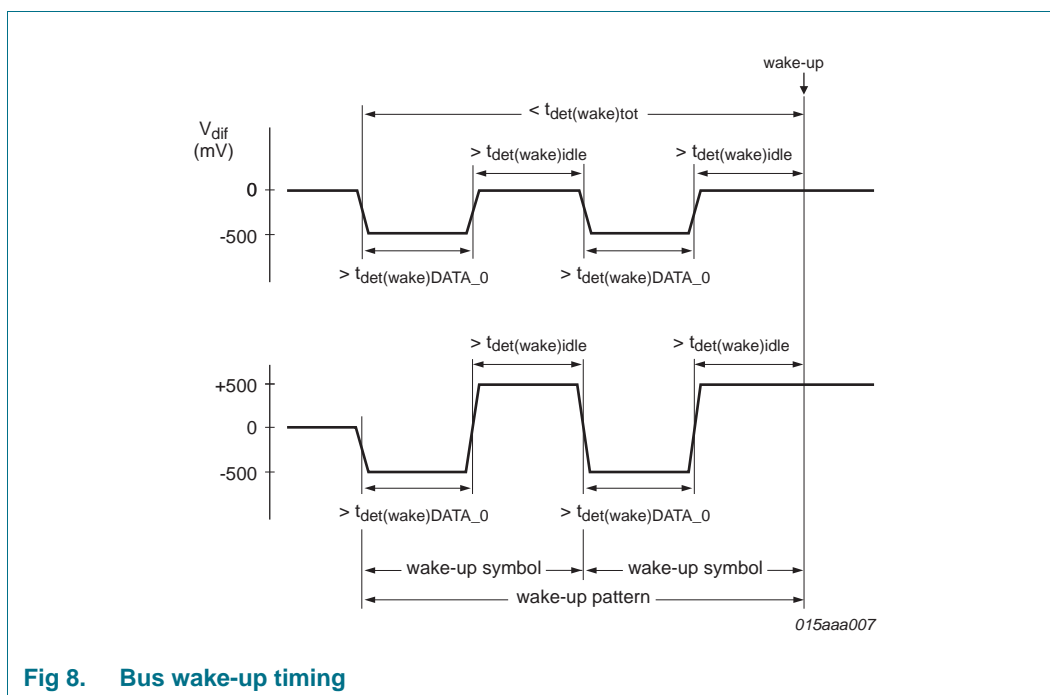 wake-up
< tdet(wake)tot
Vdif
(mV)
> tdet(wake)idle > tdet(wake)idle
0
-500
> tdet(wake)DATA_0 > tdet(wake)DATA_0
> tdet(wake)idle > tdet(wake)idle
+500
0
-500
> tdet(wake)DATA_0 > tdet(wake)DATA_0
wake-up symbol wake-up symbol
wake-up pattern
015aaa007
Fig 8. Bus wake-up timing